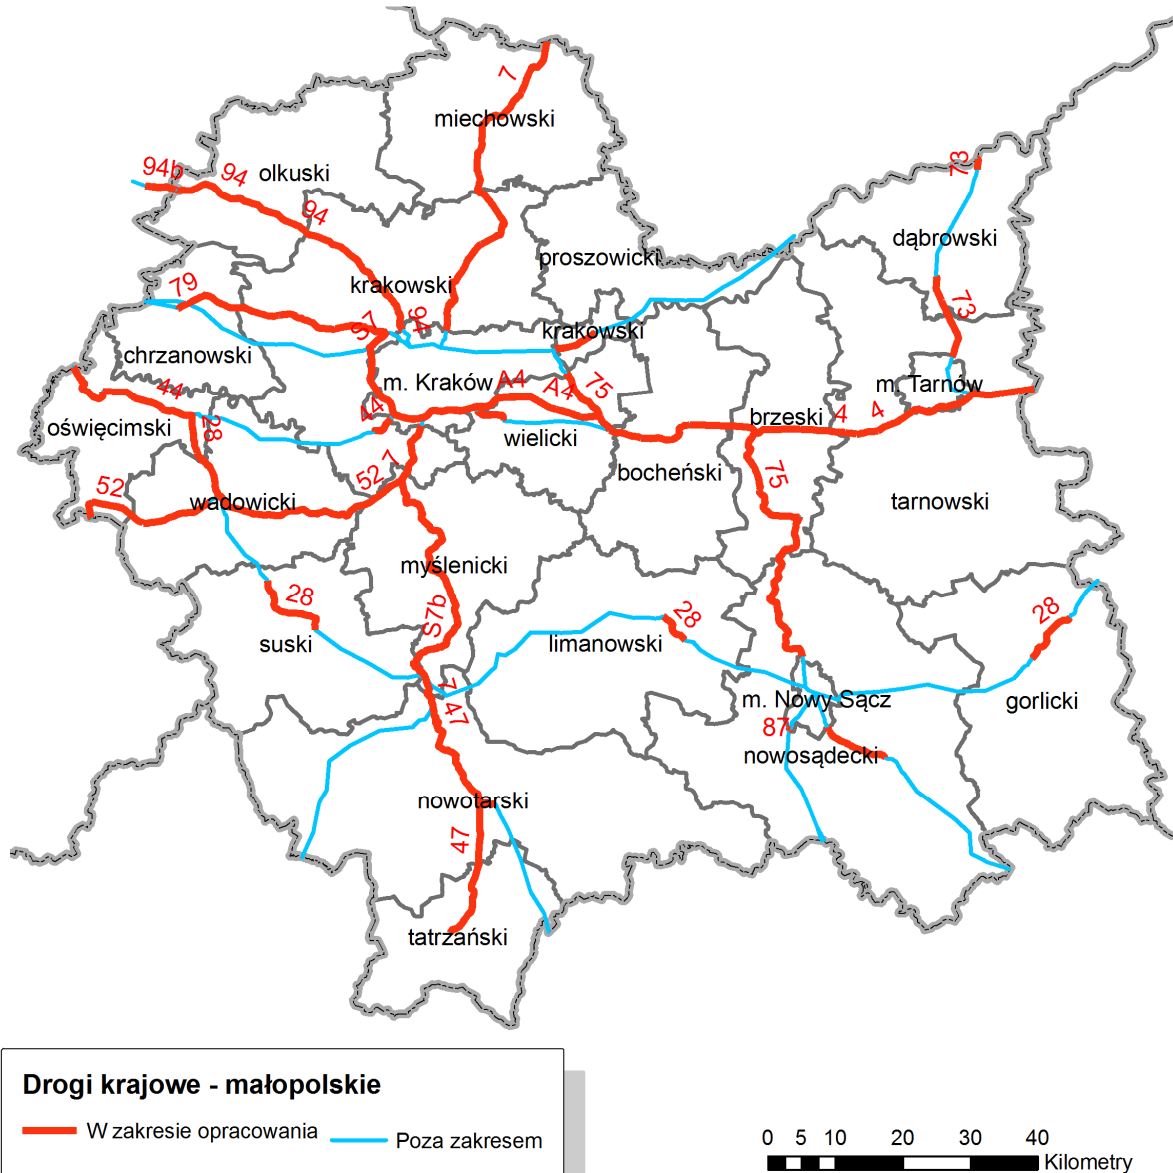 7
miechowski
94b
94
olkuski
94
73
dąbrowski
proszowicki
79
krakowski
73
S7
94
krakowski
chrzanowski
m. Kraków
A4
A4
75
m. Tarnów
44
44
oświęcimski
28
wielicki
brzeski
4
4
bocheński
52
7
75
52
wadowicki
tarnowski
myślenicki
28
S7b
28
28
suski
limanowski
7
47
m. Nowy Sącz
gorlicki
87
nowosądecki
nowotarski
47
tatrzański
Drogi krajowe - małopolskie
W zakresie opracowania
Poza zakresem
0 5 10 20 30 40
Kilometry